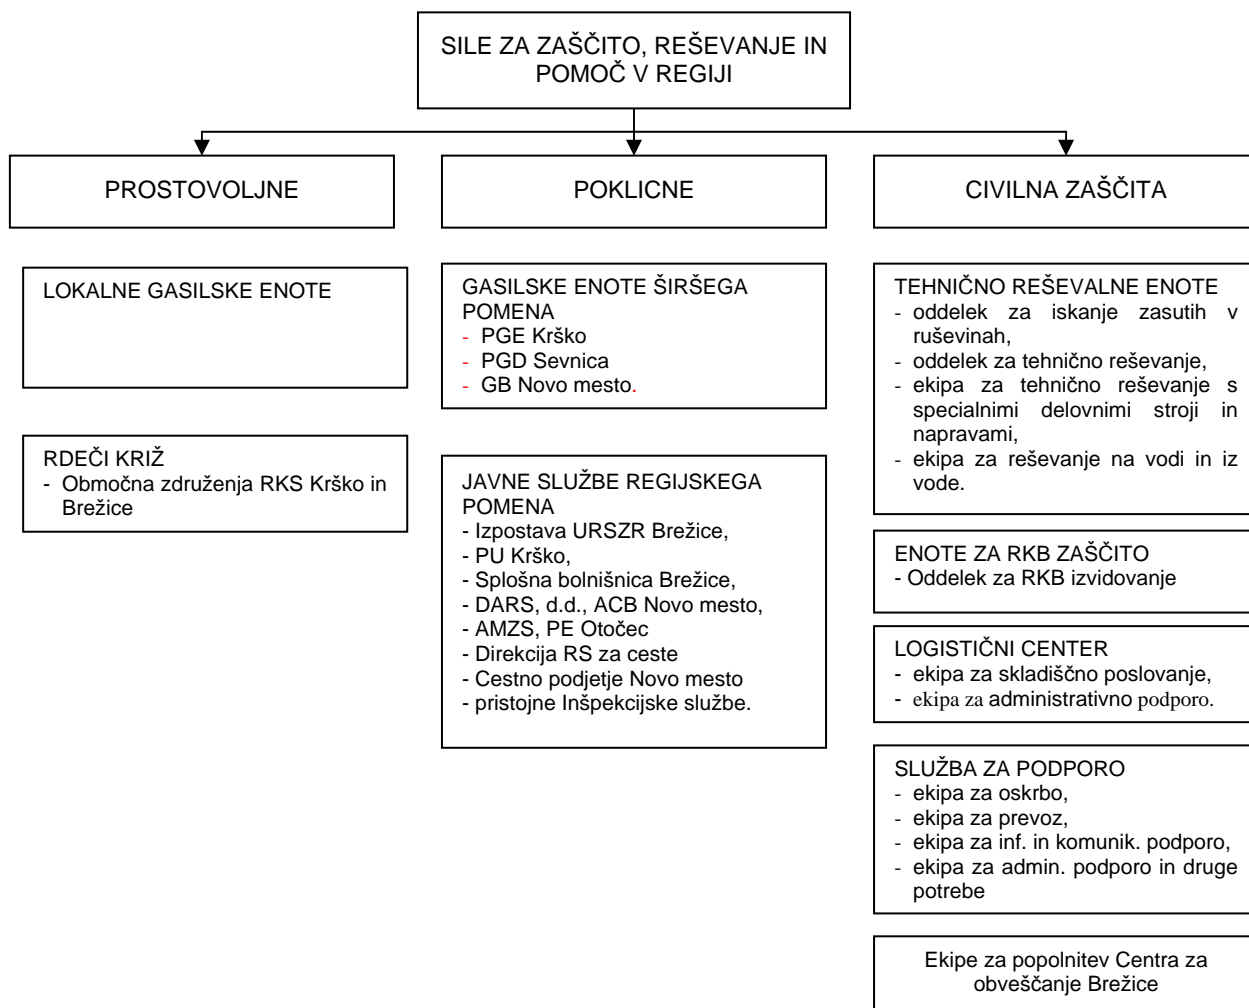 SILE ZA ZAŠČITO, REŠEVANJE IN
POMOČ V REGIJI
PROSTOVOLJNE
POKLICNE
CIVILNA ZAŠČITA
LOKALNE GASILSKE ENOTE
RDEČI KRIŽ
- Območna združenja RKS Krško in
Brežice
GASILSKE ENOTE ŠIRŠEGA
POMENA
- PGE Krško
- PGD Sevnica
- GB Novo mesto.
JAVNE SLUŽBE REGIJSKEGA
POMENA
- Izpostava URSZR Brežice,
- PU Krško,
- Splošna bolnišnica Brežice,
- DARS, d.d., ACB Novo mesto,
- AMZS, PE Otočec
- Direkcija RS za ceste
- Cestno podjetje Novo mesto
- pristojne Inšpekcijske službe.
TEHNIČNO REŠEVALNE ENOTE
- oddelek za iskanje zasutih v
ruševinah,
- oddelek za tehnično reševanje,
- ekipa za tehnično reševanje s
specialnimi delovnimi stroji in
napravami,
- ekipa za reševanje na vodi in iz
vode.
ENOTE ZA RKB ZAŠČITO
- Oddelek za RKB izvidovanje
LOGISTIČNI CENTER
- ekipa za skladiščno poslovanje,
- ekipa za administrativno podporo.
SLUŽBA ZA PODPORO
- ekipa za oskrbo,
- ekipa za prevoz,
- ekipa za inf. in komunik. podporo,
- ekipa za admin. podporo in druge
potrebe
Ekipe za popolnitev Centra za
obveščanje Brežice